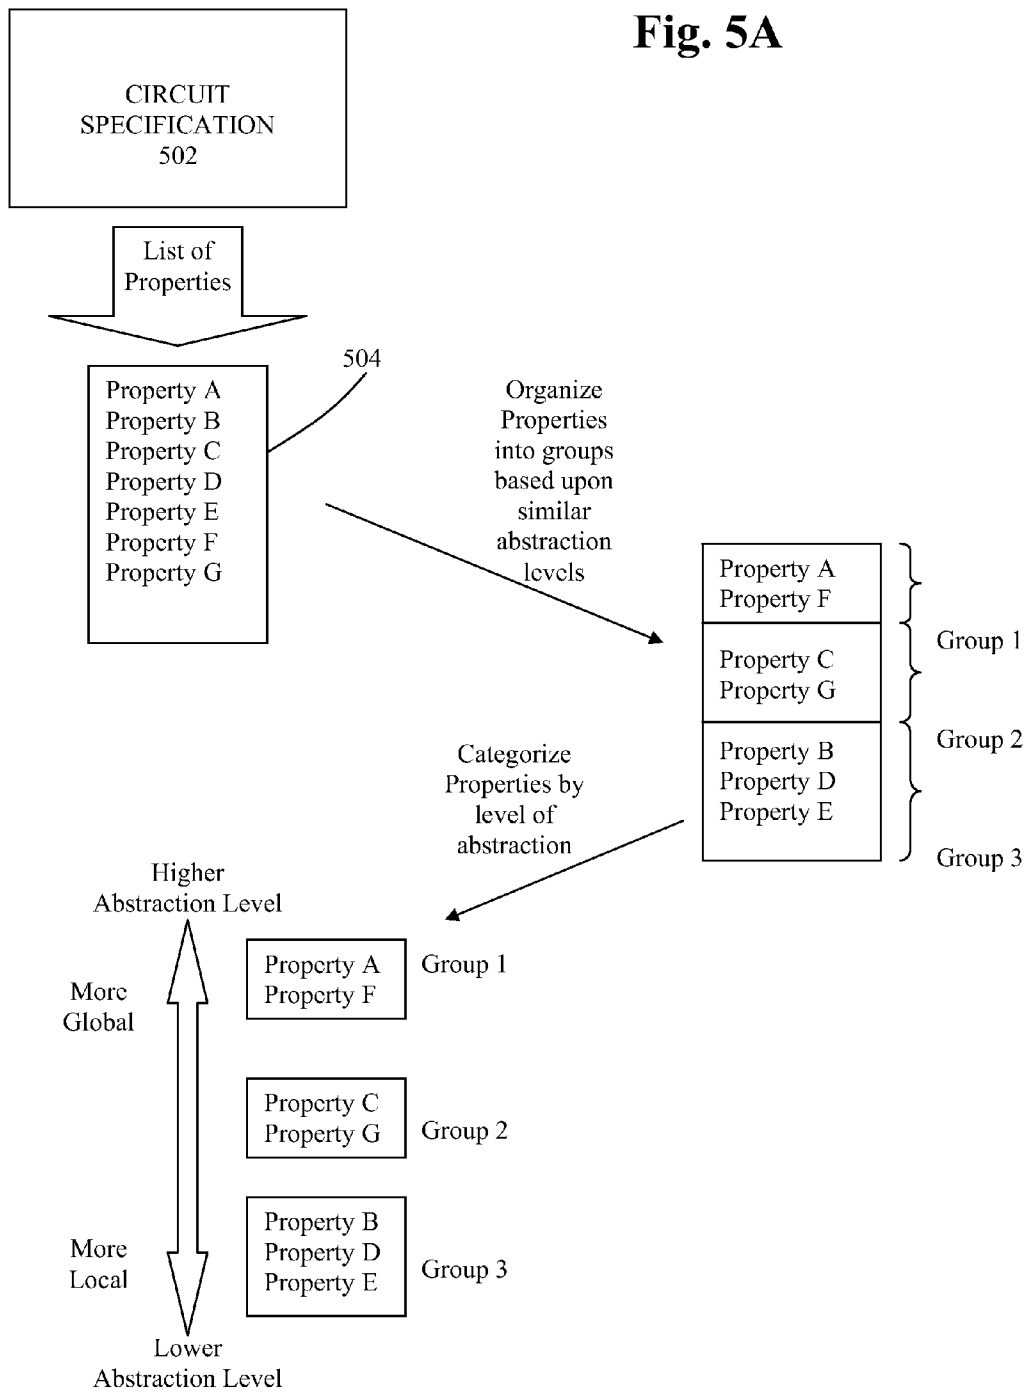 Fig. 5A
CIRCUIT
SPECIFICATION
502
List of
Properties
504
Property A
Property B
Property C
Property D
Property E
Property F
Property G
Organize
Properties
into groups
based upon
similar
abstraction
levels
Property A
Property F
Group 1
Property C
Property G
Group 2
Property B
Property D
Property E
Group 3
Categorize
Properties by
level of
abstraction
Higher
Abstraction Level
More
Global
Property A
Property F
Group 1
Property C
Property G
Group 2
More
Local
Property B
Property D
Property E
Group 3
Lower
Abstraction Level